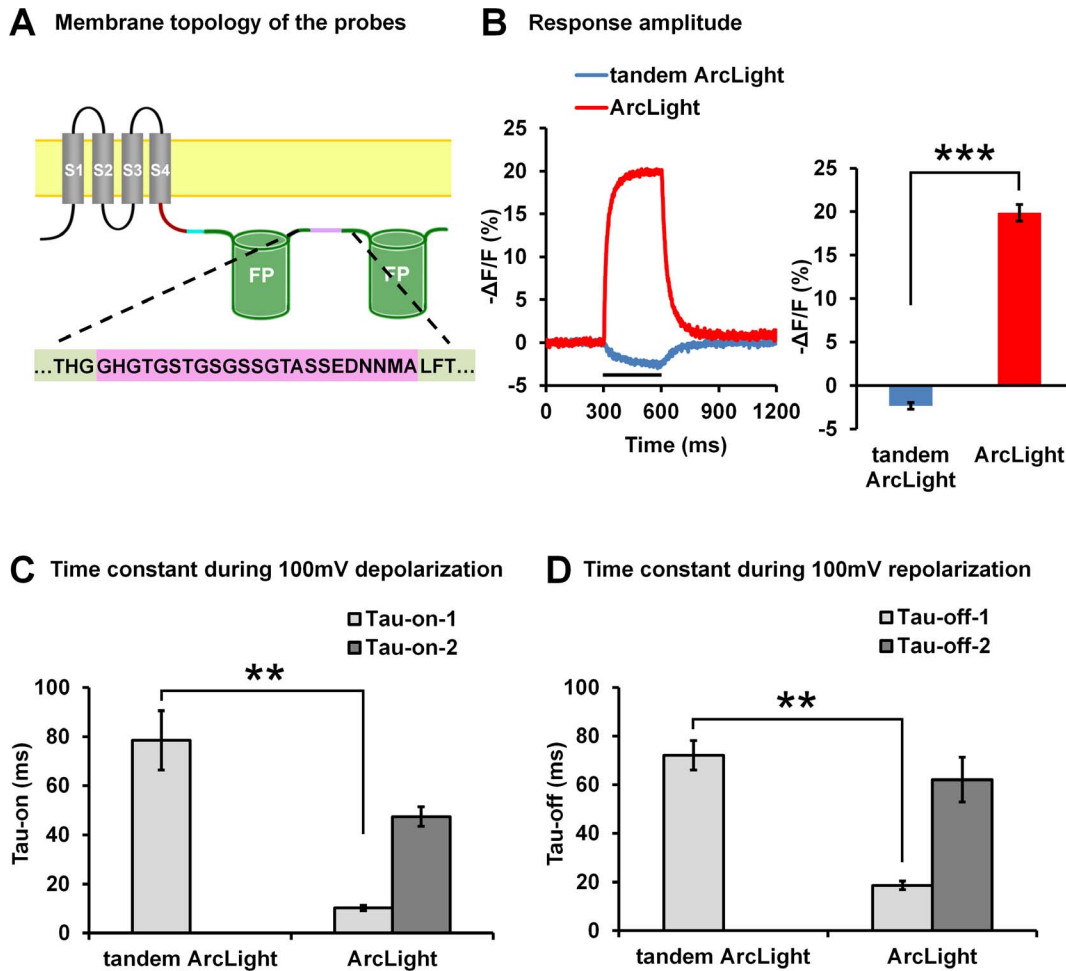 A Membrane topology of the probes
S1 S2 S3 S4
FP FP
...THG GHGTGSTGSGSSGTASSEDNNMA LFT...
B Response amplitude
tandem ArcLight
ArcLight
-ΔF/F (%)
25
20
15
10
5
0
-5
0 300 600 900 1200
Time (ms)
-ΔF/F (%)
25
20
15
10
5
0
-5
***
tandem
ArcLight
ArcLight
C Time constant during 100mV depolarization
Tau-on-1
Tau-on-2
Tau-on (ms)
100
80
60
40
20
0
**
tandem ArcLight ArcLight
D Time constant during 100mV repolarization
Tau-off-1
Tau-off-2
Tau-off (ms)
100
80
60
40
20
0
**
tandem ArcLight ArcLight